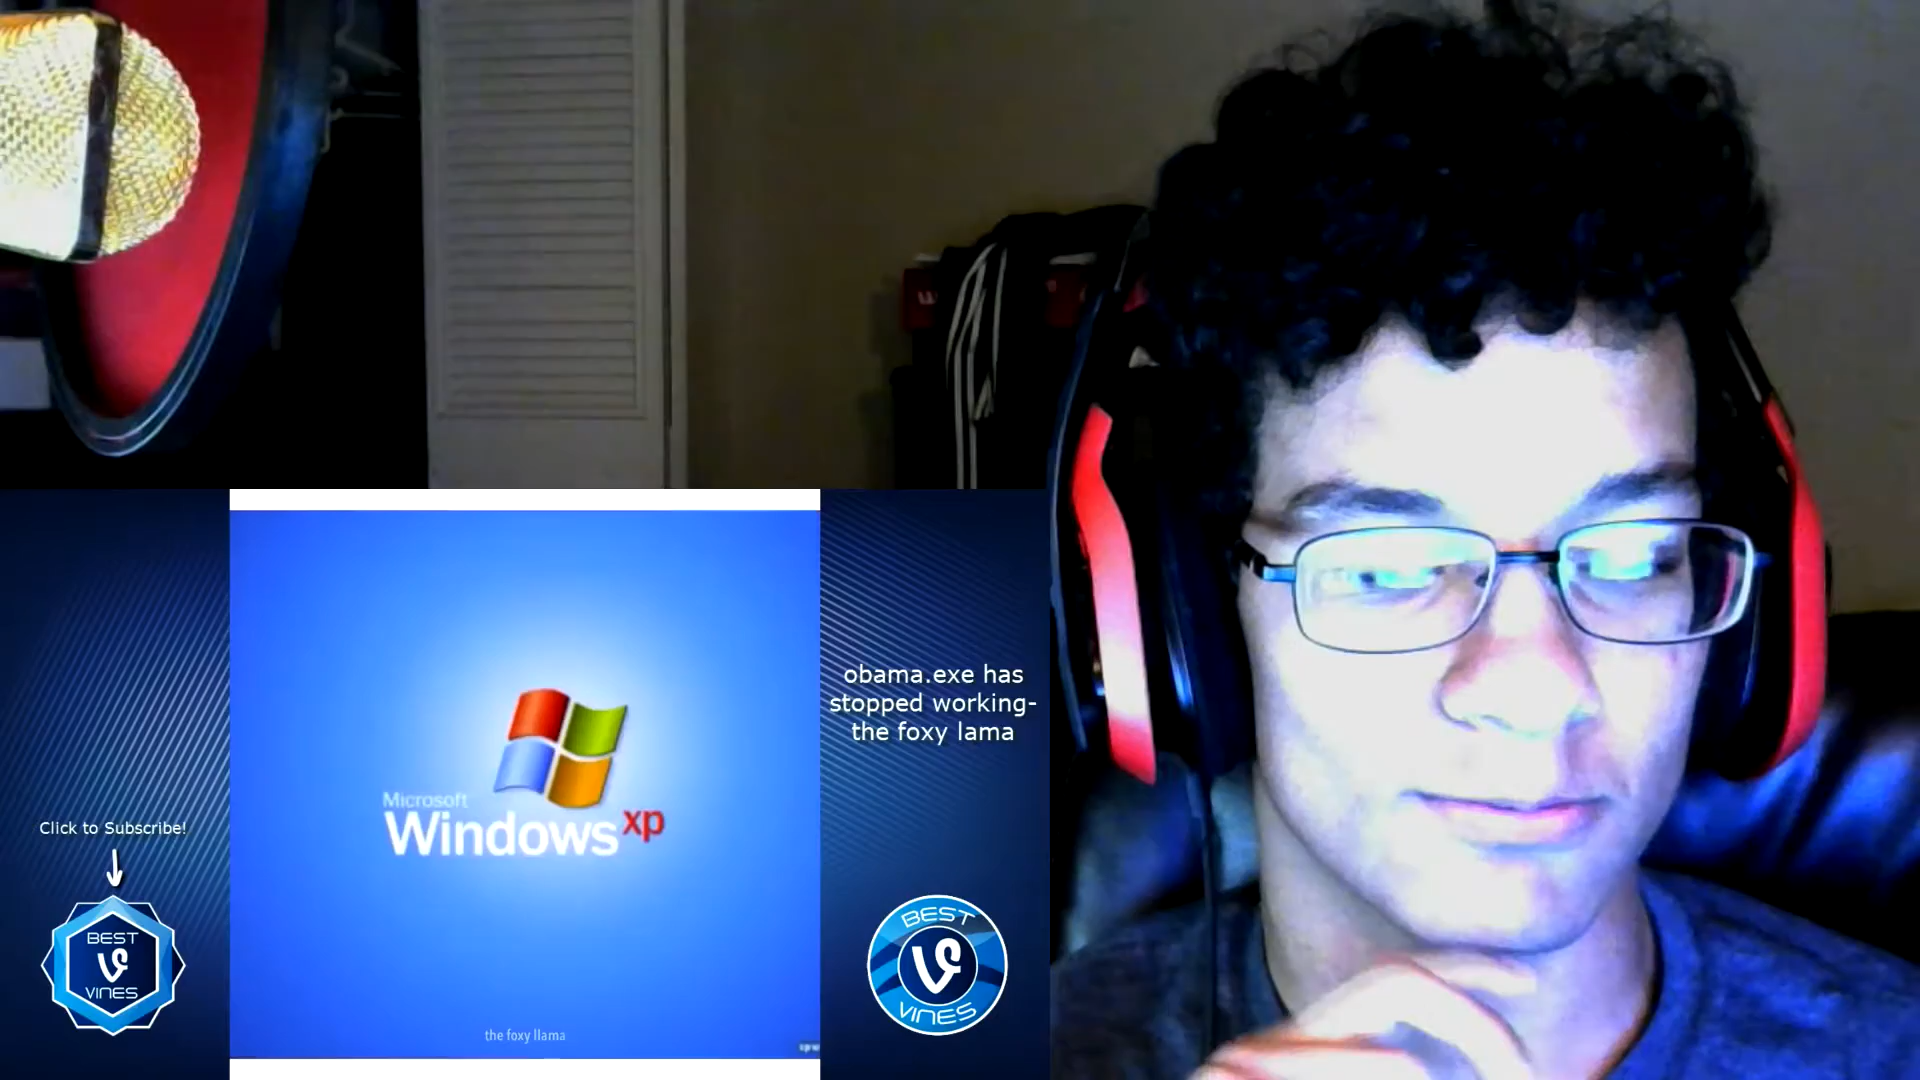 obama.exe has
stopped working-
the foxy lama
Microsoft
Windows xp
Click to Subscribe!
BEST
VINES
BEST
VINES
the foxy llama